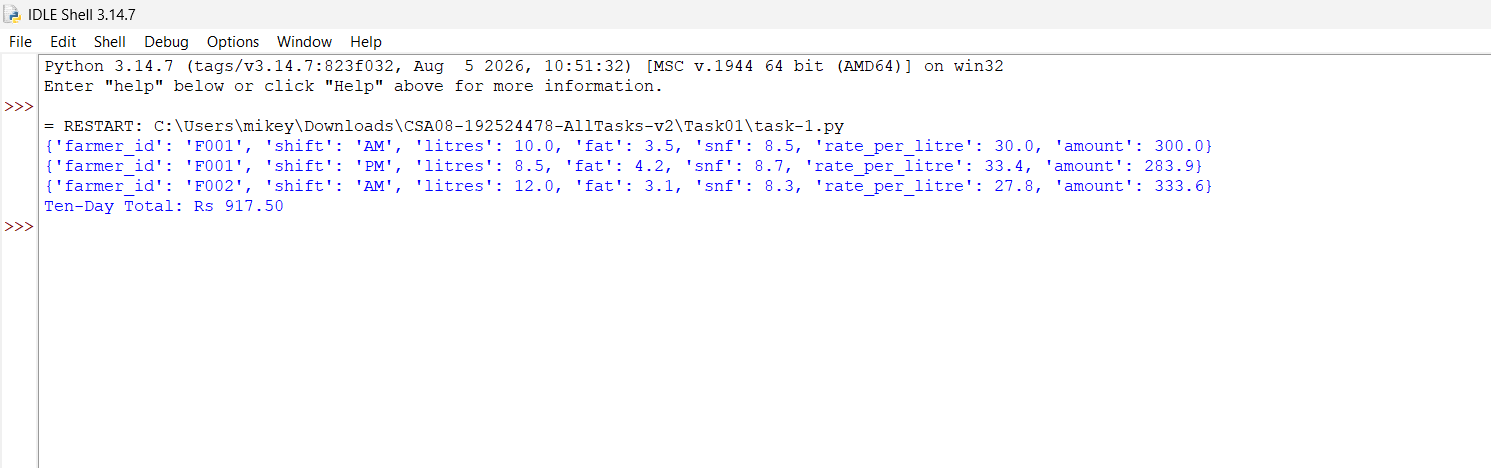 IDLE Shell 3.14.7
File Edit Shell Debug Options Window Help
Python 3.14.7 (tags/v3.14.7:823f032, Aug  5 2026, 10:51:32) [MSC v.1944 64 bit (AMD64)] on win32
Enter "help" below or click "Help" above for more information.
>>>
= RESTART: C:\Users\mikey\Downloads\CSA08-192524478-AllTasks-v2\Task01\task-1.py
{'farmer_id': 'F001', 'shift': 'AM', 'litres': 10.0, 'fat': 3.5, 'snf': 8.5, 'rate_per_litre': 30.0, 'amount': 300.0}
{'farmer_id': 'F001', 'shift': 'PM', 'litres': 8.5, 'fat': 4.2, 'snf': 8.7, 'rate_per_litre': 33.4, 'amount': 283.9}
{'farmer_id': 'F002', 'shift': 'AM', 'litres': 12.0, 'fat': 3.1, 'snf': 8.3, 'rate_per_litre': 27.8, 'amount': 333.6}
Ten-Day Total: Rs 917.50
>>>